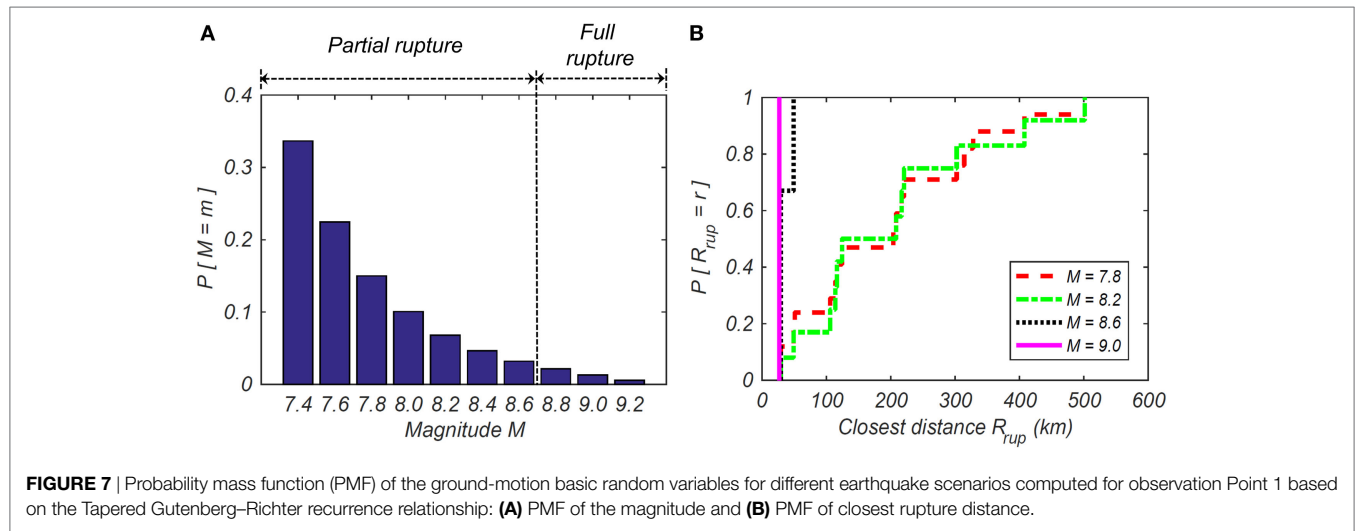 A
Partial rupture
Full rupture
0.4
0.3
0.2
0.1
0
P [ M = m ]
7.4 7.6 7.8 8.0 8.2 8.4 8.6 8.8 9.0 9.2
Magnitude M
B
1
0.8
0.6
0.4
0.2
0
P [ R_rup = r ]
M = 7.8
M = 8.2
M = 8.6
M = 9.0
0 100 200 300 400 500 600
Closest distance R_rup (km)
FIGURE 7 | Probability mass function (PMF) of the ground-motion basic random variables for different earthquake scenarios computed for observation Point 1 based
on the Tapered Gutenberg–Richter recurrence relationship: (A) PMF of the magnitude and (B) PMF of closest rupture distance.